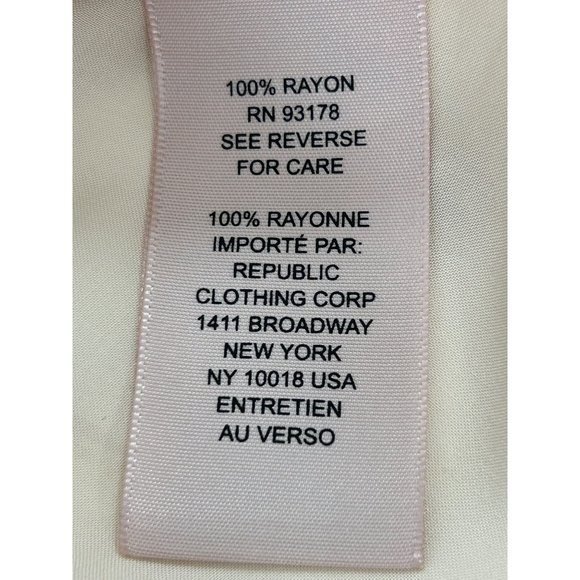 100% RAYON
RN 93178
SEE REVERSE
FOR CARE
100% RAYONNE
IMPORTÉ PAR:
REPUBLIC
CLOTHING CORP
1411 BROADWAY
NEW YORK
NY 10018 USA
ENTRETIEN
AU VERSO